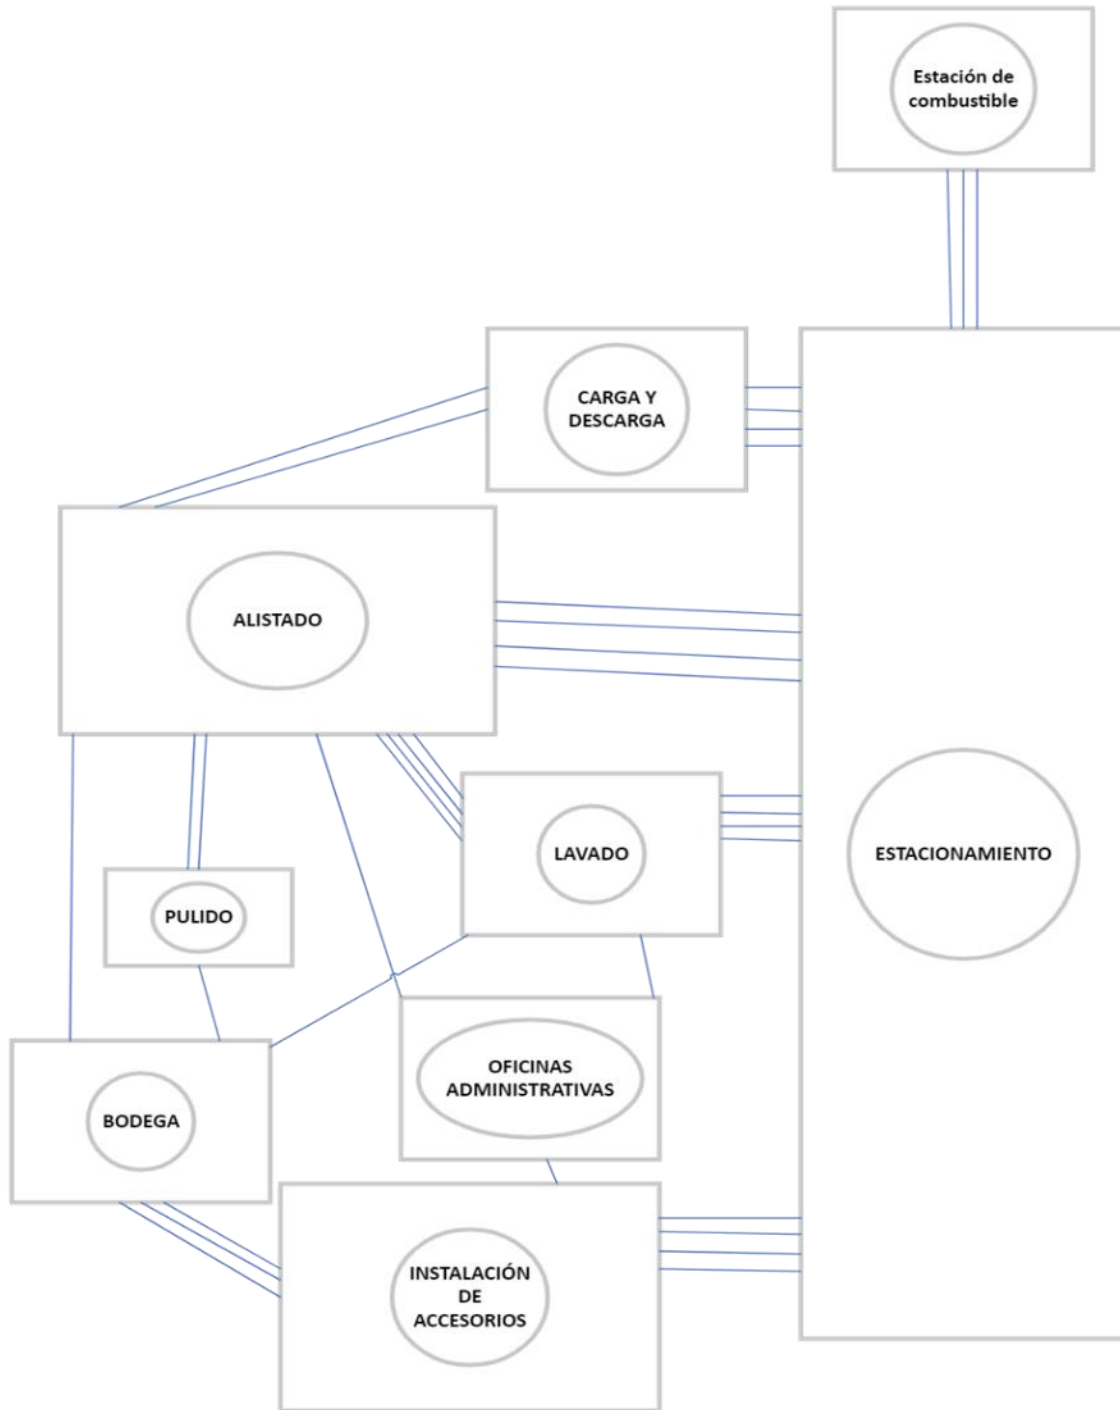 Estación de
combustible
CARGA Y
DESCARGA
ALISTADO
LAVADO
ESTACIONAMIENTO
PULIDO
OFICINAS
ADMINISTRATIVAS
BODEGA
INSTALACIÓN
DE
ACCESORIOS